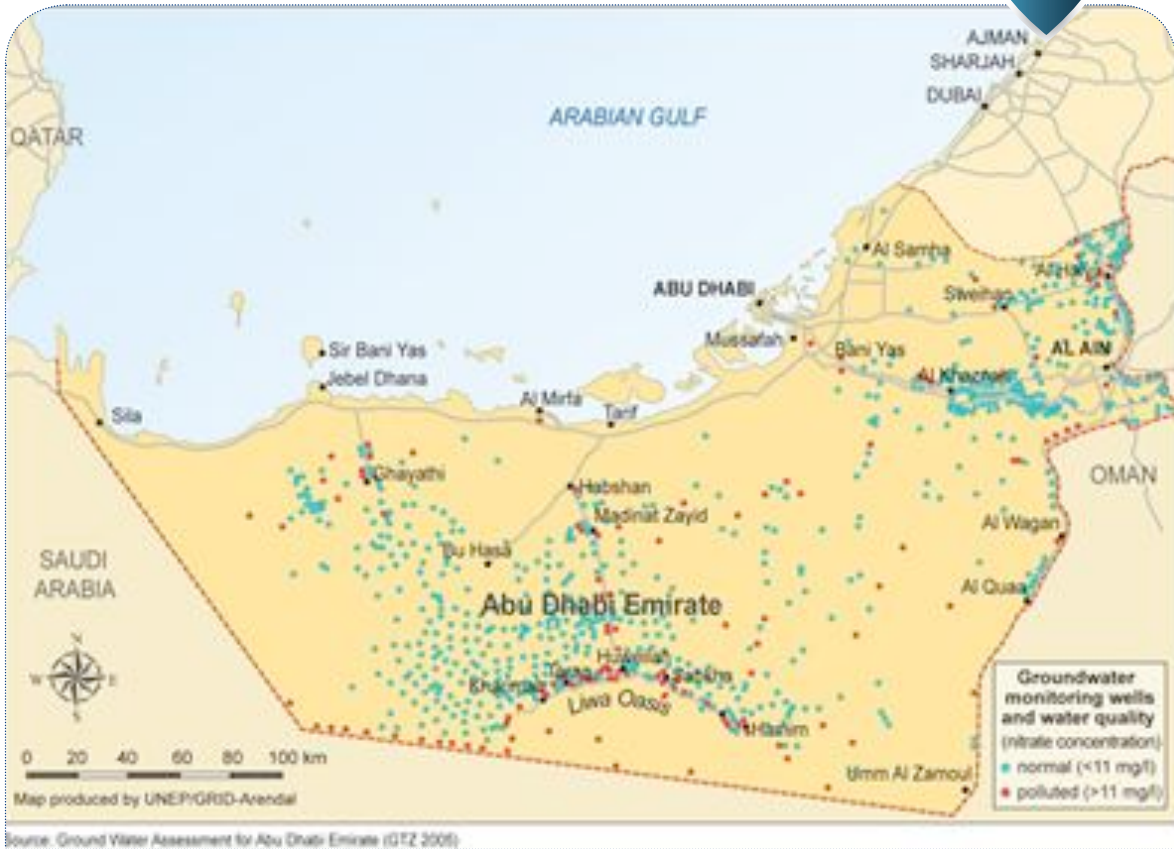 AJMAN
SHARJAH
DUBAI
QATAR
ARABIAN GULF
Al Samha
ABU DHABI
Sweihan
Mussafah
Bani Yas
AL AIN
Sir Bani Yas
Jebel Dhana
Al Khaznah
Al Mirfa
Tarif
Sila
Ghayathi
Habshan
OMAN
Madinat Zayid
Al Wagan
Bu Hasa
SAUDI
ARABIA
Al Quaa
Abu Dhabi Emirate
N
W
E
S
Liwa Oasis
Umm Al Zamoul
0 20 40 60 80 100 km
Map produced by UNEP/GRID-Arendal
Groundwater
monitoring wells
and water quality
(nitrate concentration)
normal (<11 mg/l)
polluted (>11 mg/l)
Source: Ground Water Assessment for Abu Dhabi Emirate (GTZ 2005)